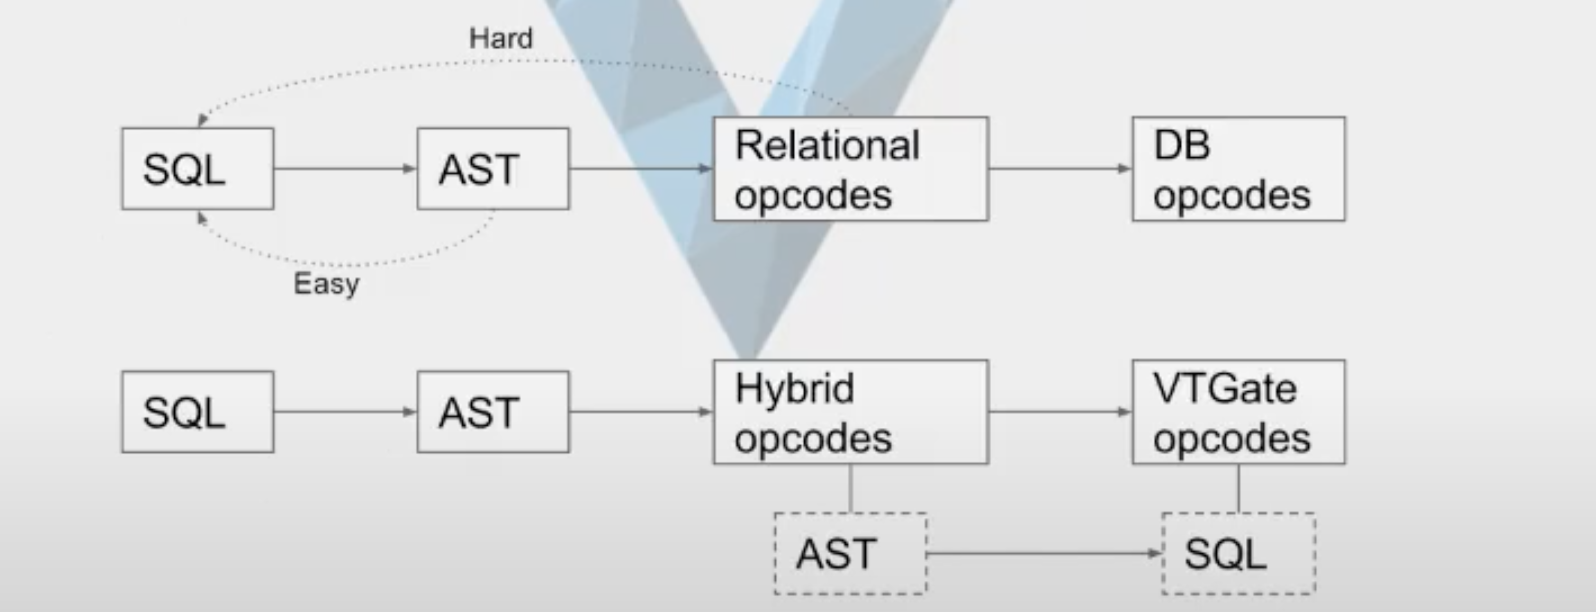 Hard
SQL
AST
Relational
opcodes
DB
opcodes
Easy
SQL
AST
Hybrid
opcodes
VTGate
opcodes
AST
SQL